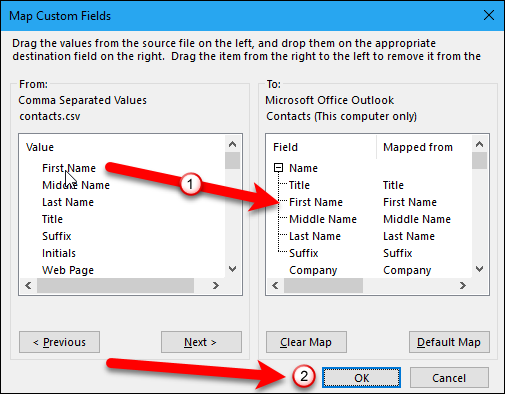 Map Custom Fields
Drag the values from the source file on the left, and drop them on the appropriate
destination field on the right. Drag the item from the right to the left to remove it from the
From:
Comma Separated Values
contacts.csv
Value
First Name
Middle Name
Last Name
Title
Suffix
Initials
Web Page
< Previous
Next >
To:
Microsoft Office Outlook
Contacts (This computer only)
Field Mapped from
Name
Title Title
First Name First Name
Middle Name Middle Name
Last Name Last Name
Suffix Suffix
Company Company
Clear Map
Default Map
1
2
OK
Cancel